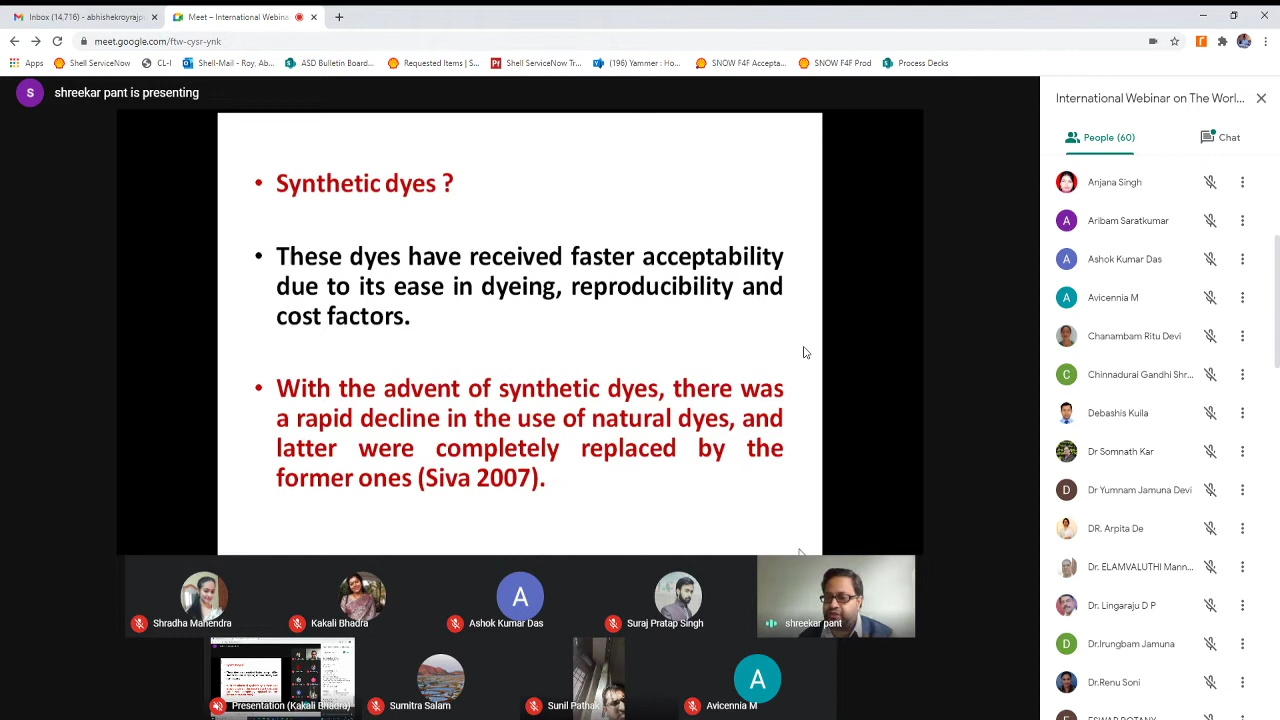 Inbox (14,716) - abhishekroyrajp
Meet – International Webina
meet.google.com/ftw-cysr-ynk
Apps
Shell ServiceNow
CL-I
Shell-Mail - Roy, Ab...
ASD Bulletin Board...
Requested Items | S...
Shell ServiceNow Tr...
(196) Yammer : Ho...
SNOW F4F Accepta...
SNOW F4F Prod
Process Decks
S
shreekar pant is presenting
• Synthetic dyes ?
• These dyes have received faster acceptability
due to its ease in dyeing, reproducibility and
cost factors.
• With the advent of synthetic dyes, there was
a rapid decline in the use of natural dyes, and
latter were completely replaced by the
former ones (Siva 2007).
Shradha Mahendra
Kakali Bhadra
A
Ashok Kumar Das
Suraj Pratap Singh
shreekar pant
Presentation (Kakali Bhadra)
Sumitra Salam
Sunil Pathak
A
Avicennia M
International Webinar on The Worl...
People (60)
Chat
Anjana Singh
A
Aribam Saratkumar
A
Ashok Kumar Das
A
Avicennia M
Chanambam Ritu Devi
C
Chinnadurai Gandhi Shr...
Debashis Kuila
Dr Somnath Kar
D
Dr Yumnam Jamuna Devi
DR. Arpita De
Dr. ELAMVALUTHI Mann...
Dr. Lingaraju D P
D
Dr.Irungbam Jamuna
Dr.Renu Soni
ESWAR BOTANY